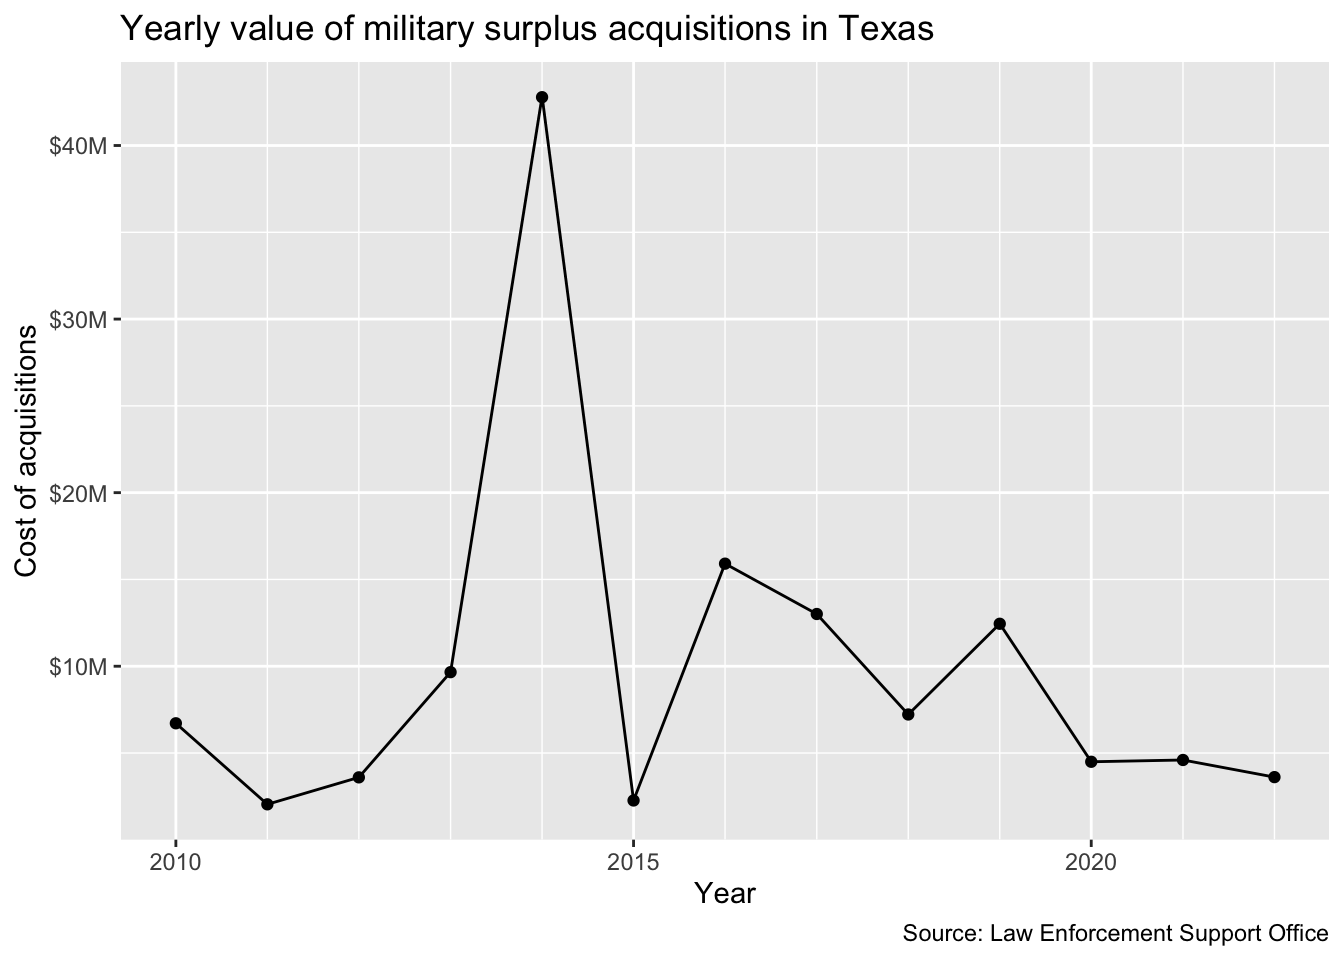 Yearly value of military surplus acquisitions in Texas
$40M
$30M
$20M
$10M
Cost of acquisitions
2010 2015 2020
Year
Source: Law Enforcement Support Office